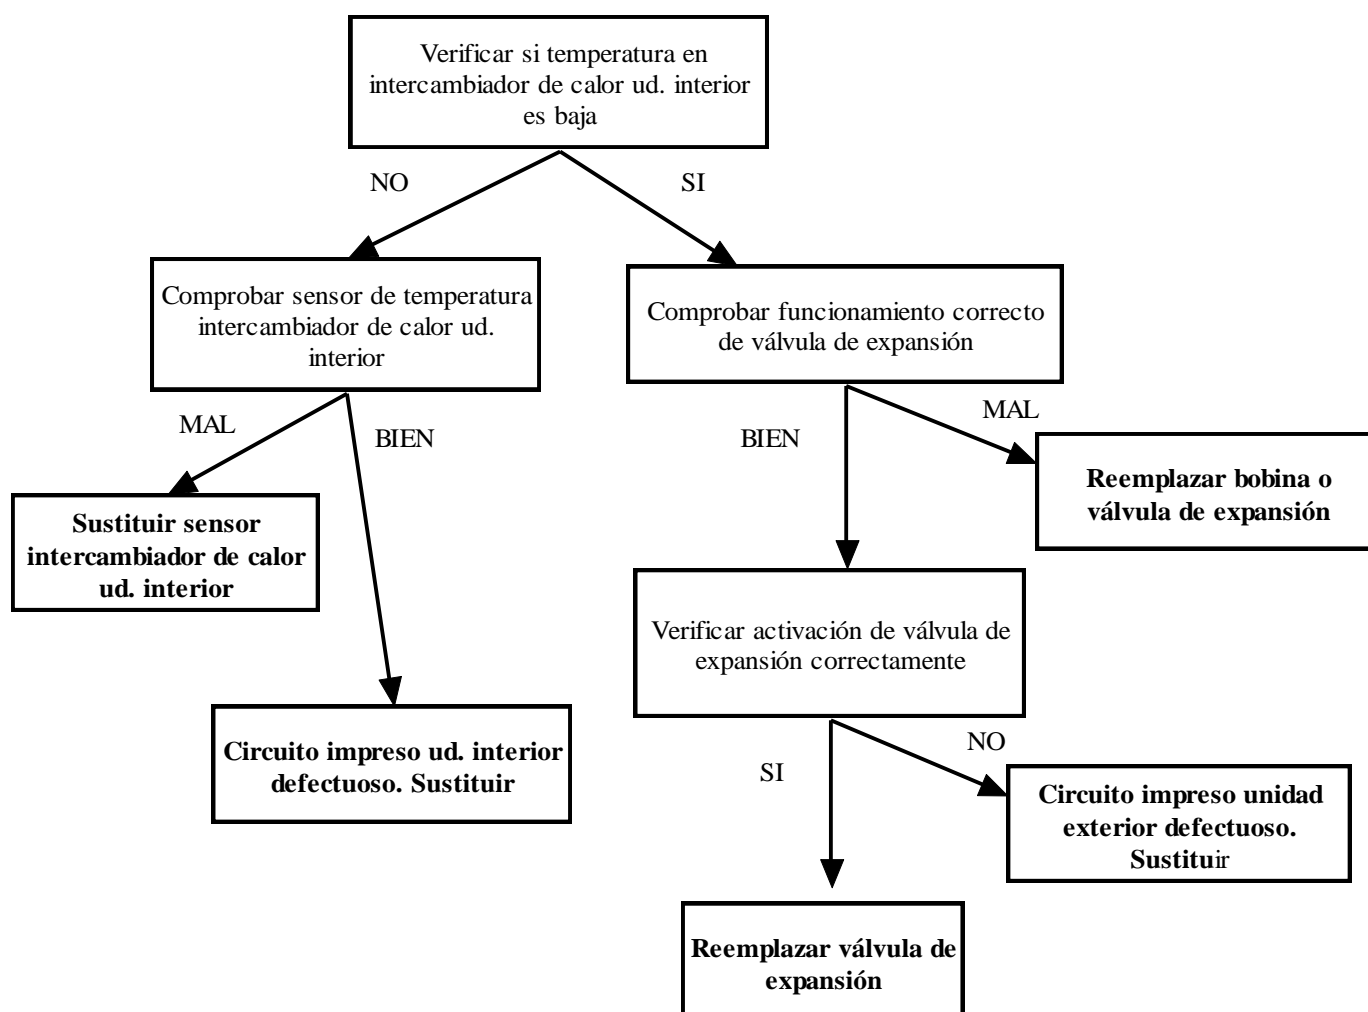 Verificar si temperatura en
intercambiador de calor ud. interior
es baja
NO
SI
Comprobar sensor de temperatura
intercambiador de calor ud.
interior
Comprobar funcionamiento correcto
de válvula de expansión
MAL
BIEN
BIEN
MAL
Sustituir sensor
intercambiador de calor
ud. interior
Reemplazar bobina o
válvula de expansión
Verificar activación de válvula de
expansión correctamente
Circuito impreso ud. interior
defectuoso. Sustituir
SI
NO
Circuito impreso unidad
exterior defectuoso.
Sustituir
Reemplazar válvula de
expansión